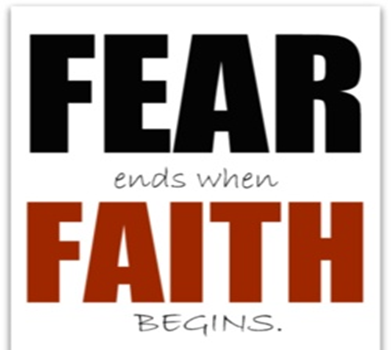 FEAR
ends when
FAITH
BEGINS.